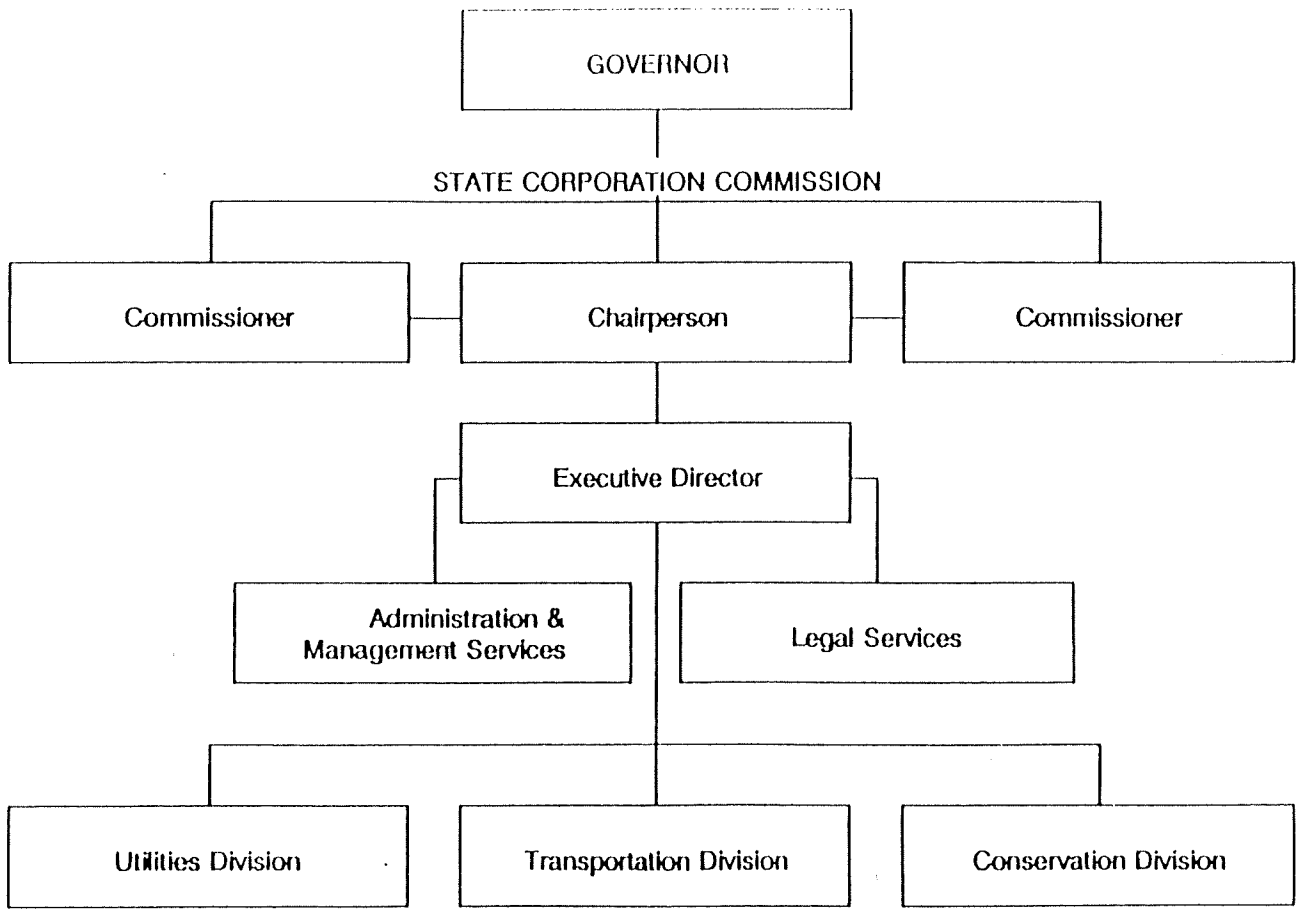 GOVERNOR
STATE CORPORATION COMMISSION
Commissioner
Chairperson
Commissioner
Executive Director
Administration &
Management Services
Legal Services
Utilities Division
Transportation Division
Conservation Division